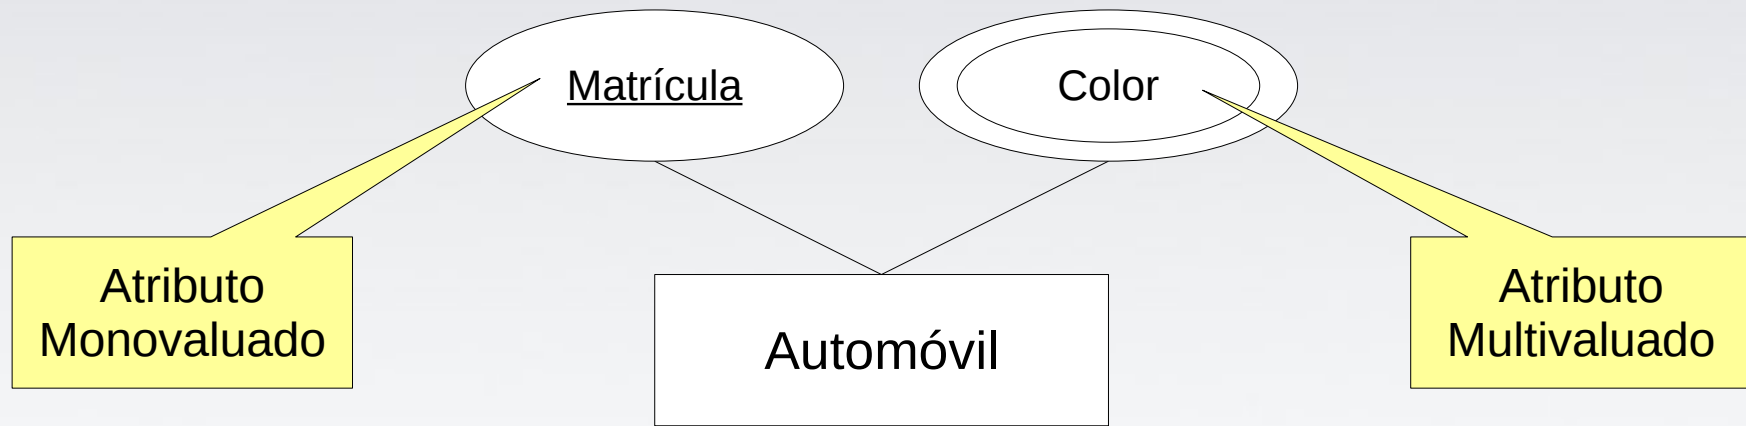 Matrícula
Color
Atributo
Monovaluado
Automóvil
Atributo
Multivaluado